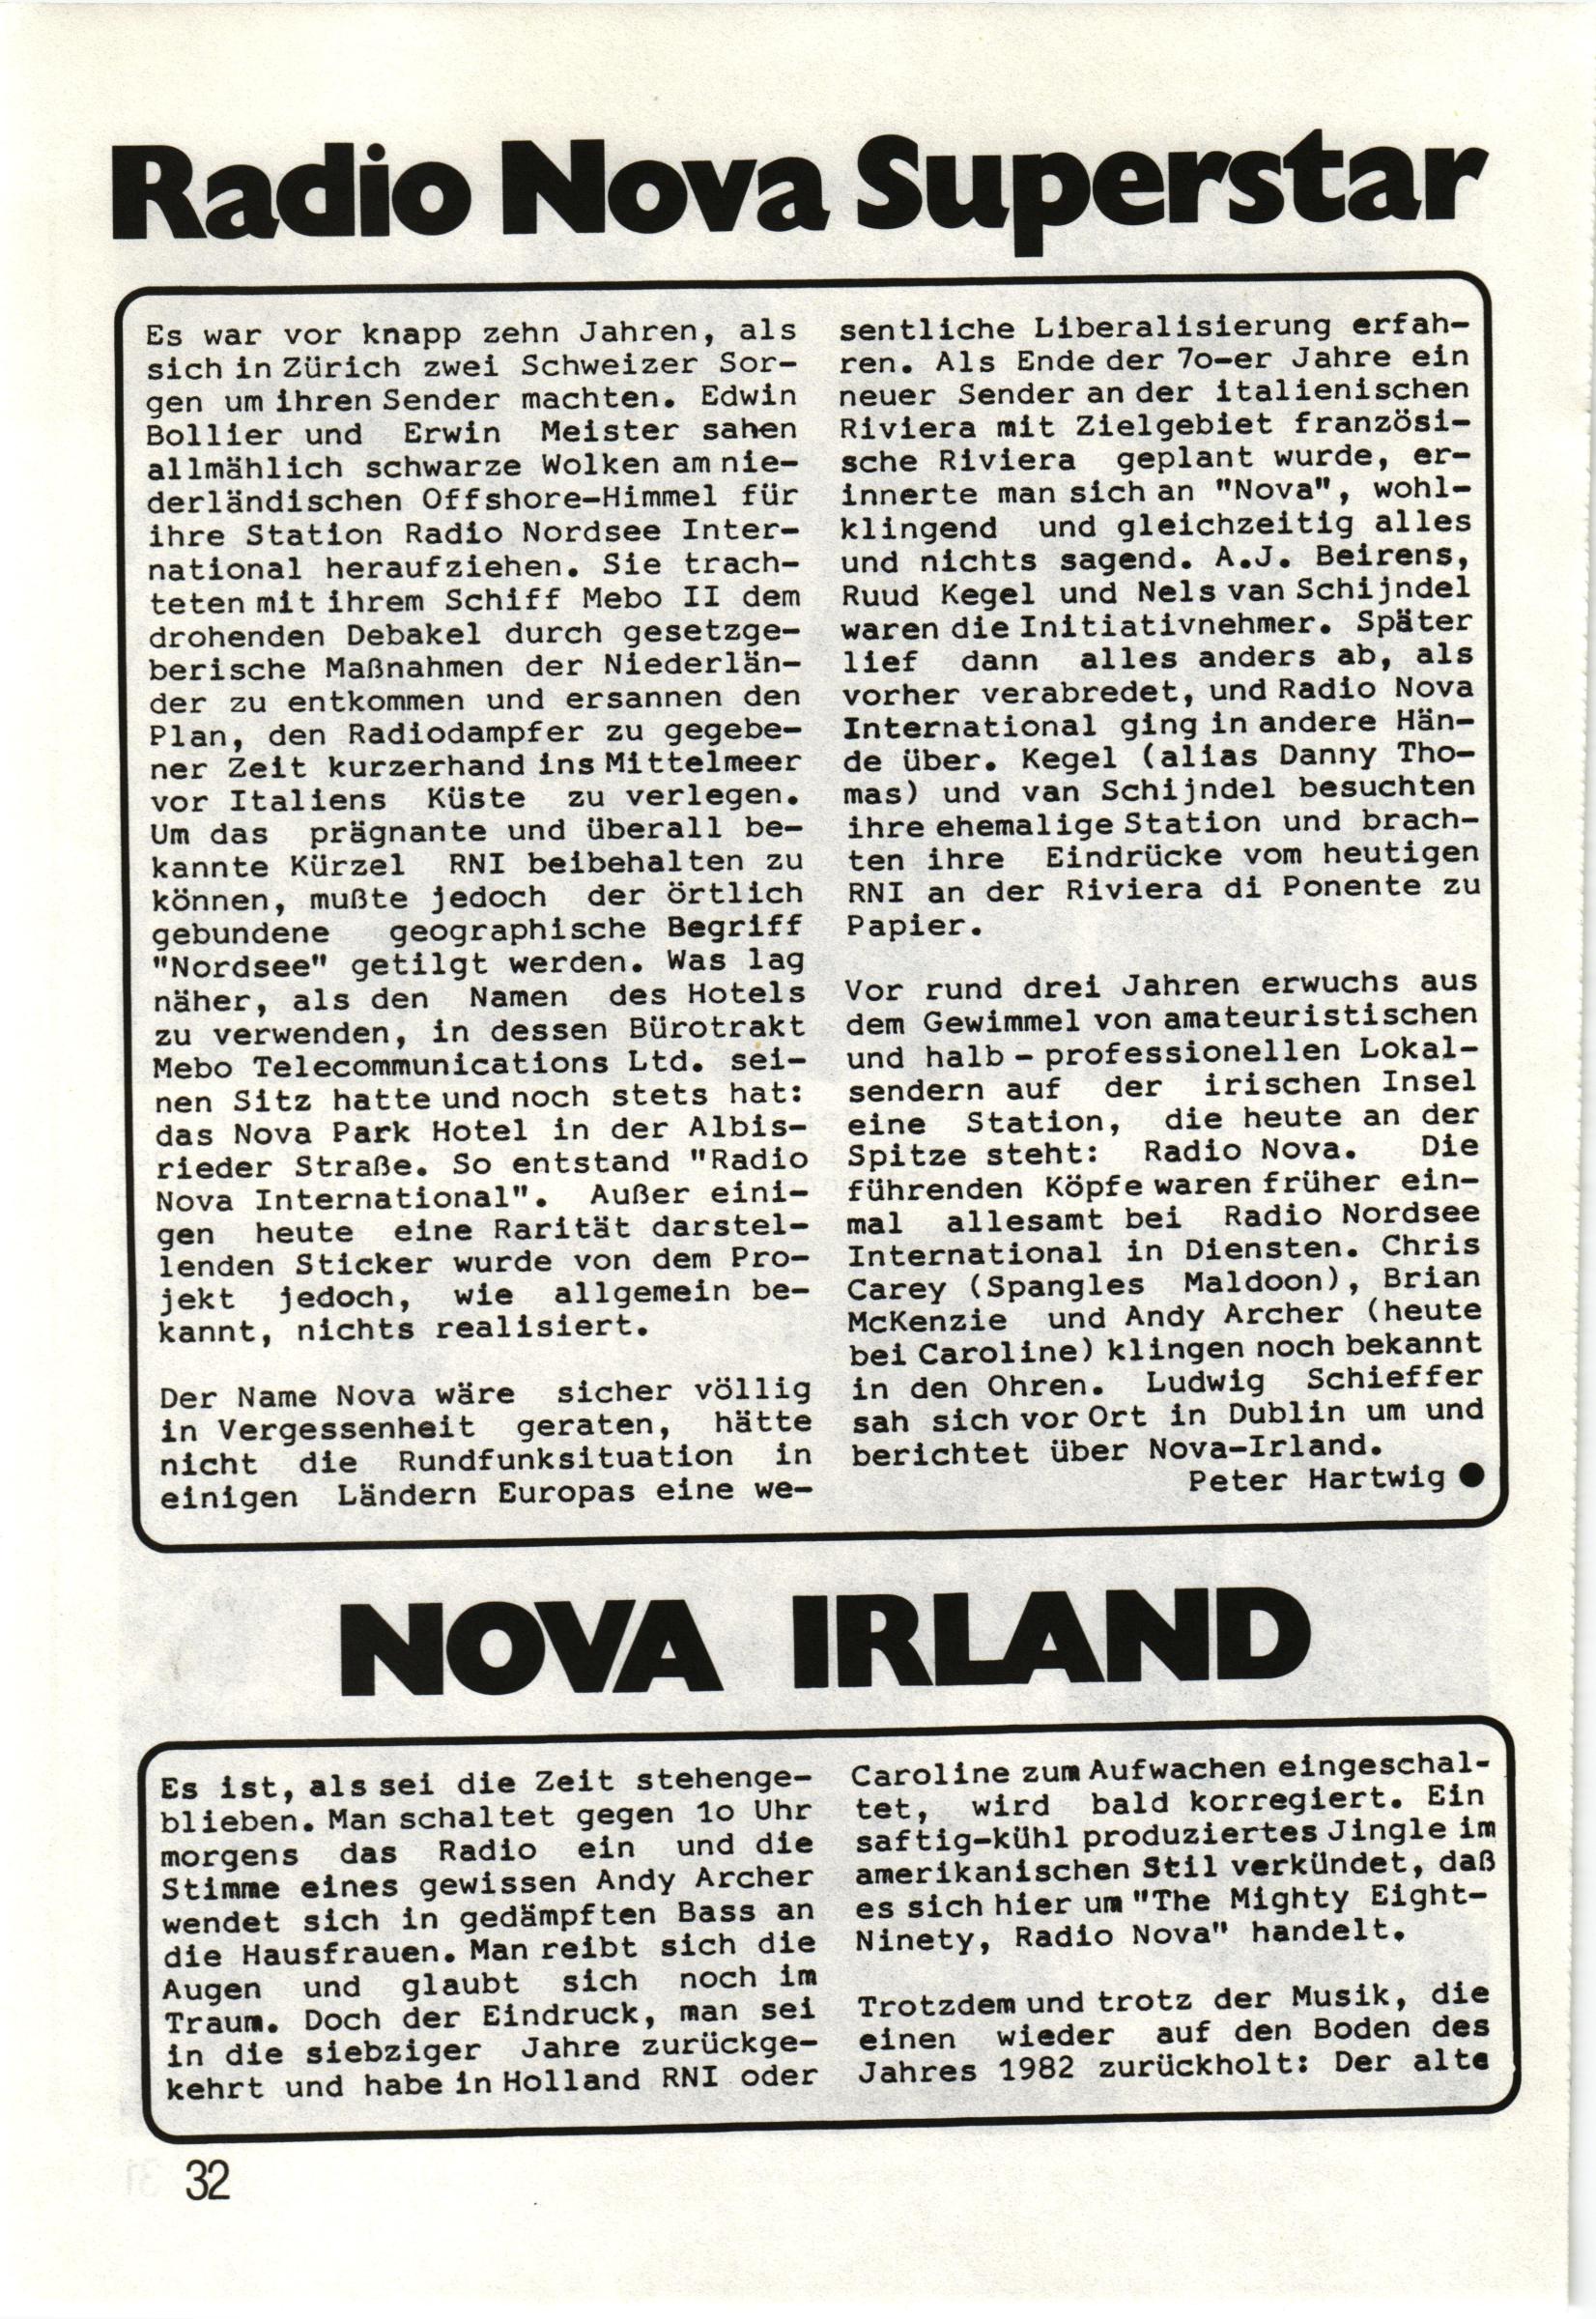 Radio Nova Superstar
Es war vor knapp zehn Jahren, als
sich in Zürich zwei Schweizer Sor-
gen um ihren Sender machten. Edwin
Bollier und Erwin Meister sahen
allmählich schwarze Wolken am nie-
derländischen Offshore-Himmel für
ihre Station Radio Nordsee Inter-
national heraufziehen. Sie trach-
teten mit ihrem Schiff Mebo II dem
drohenden Debakel durch gesetzge-
berische Maßnahmen der Niederlän-
der zu entkommen und ersannen den
Plan, den Radiodampfer zu gegebe-
ner Zeit kurzerhand ins Mittelmeer
vor Italiens Küste zu verlegen.
Um das prägnante und überall be-
kannte Kürzel RNI beibehalten zu
können, mußte jedoch der örtlich
gebundene geographische Begriff
"Nordsee" getilgt werden. Was lag
näher, als den Namen des Hotels
zu verwenden, in dessen Bürotrakt
Mebo Telecommunications Ltd. sei-
nen Sitz hatte und noch stets hat:
das Nova Park Hotel in der Albis-
rieder Straße. So entstand "Radio
Nova International". Außer eini-
gen heute eine Rarität darstel-
lenden Sticker wurde von dem Pro-
jekt jedoch, wie allgemein be-
kannt, nichts realisiert.
Der Name Nova wäre sicher völlig
in Vergessenheit geraten, hätte
nicht die Rundfunksituation in
einigen Ländern Europas eine we-
sentliche Liberalisierung erfah-
ren. Als Ende der 7o-er Jahre ein
neuer Sender an der italienischen
Riviera mit Zielgebiet französi-
sche Riviera geplant wurde, er-
innerte man sich an "Nova", wohl-
klingend und gleichzeitig alles
und nichts sagend. A.J. Beirens,
Ruud Kegel und Nels van Schijndel
waren die Initiativnehmer. Später
lief dann alles anders ab, als
vorher verabredet, und Radio Nova
International ging in andere Hän-
de über. Kegel (alias Danny Tho-
mas) und van Schijndel besuchten
ihre ehemalige Station und brach-
ten ihre Eindrücke vom heutigen
RNI an der Riviera di Ponente zu
Papier.
Vor rund drei Jahren erwuchs aus
dem Gewimmel von amateuristischen
und halb - professionellen Lokal-
sendern auf der irischen Insel
eine Station, die heute an der
Spitze steht: Radio Nova. Die
führenden Köpfe waren früher ein-
mal allesamt bei Radio Nordsee
International in Diensten. Chris
Carey (Spangles Maldoon), Brian
McKenzie und Andy Archer (heute
bei Caroline) klingen noch bekannt
in den Ohren. Ludwig Schieffer
sah sich vor Ort in Dublin um und
berichtet über Nova-Irland.
Peter Hartwig ●
NOVA IRLAND
Es ist, als sei die Zeit stehenge-
blieben. Man schaltet gegen 1o Uhr
morgens das Radio ein und die
Stimme eines gewissen Andy Archer
wendet sich in gedämpften Bass an
die Hausfrauen. Man reibt sich die
Augen und glaubt sich noch im
Traum. Doch der Eindruck, man sei
in die siebziger Jahre zurückge-
kehrt und habe in Holland RNI oder
Caroline zum Aufwachen eingeschal-
tet, wird bald korregiert. Ein
saftig-kühl produziertes Jingle im
amerikanischen Stil verkündet, daß
es sich hier um "The Mighty Eight-
Ninety, Radio Nova" handelt.
Trotzdem und trotz der Musik, die
einen wieder auf den Boden des
Jahres 1982 zurückholt: Der alte
32